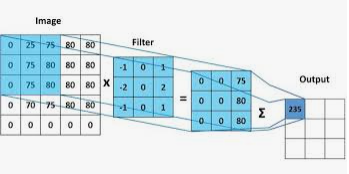 Image
Filter
Output
0 25 75 80 80
0 75 80 80 80
0 75 80 80 80
0 70 75 80 80
0 0 0 0 0
X
-1 0 1
-2 0 2
-1 0 1
=
0 0 75
0 0 80
0 0 80
Σ
235